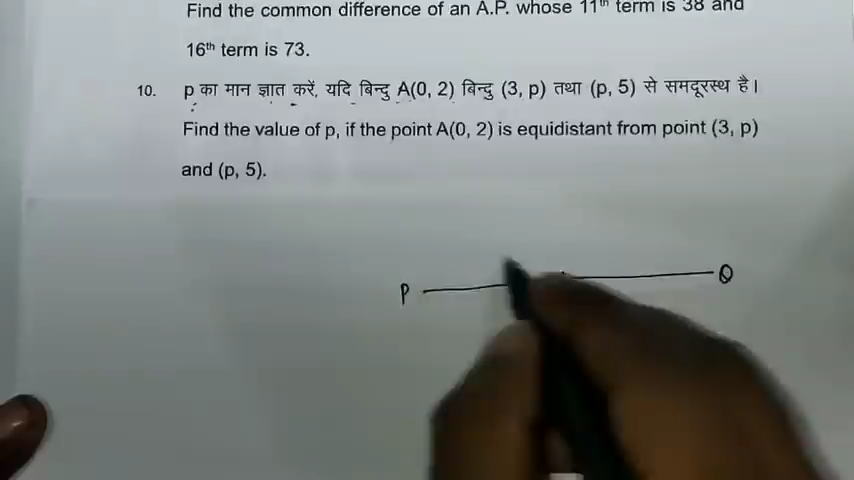 Find the common difference of an A.P. whose 11th term is 38 and
16th term is 73.
10. p का मान ज्ञात करें, यदि बिन्दु A(0, 2) बिन्दु (3, p) तथा (p, 5) से समदूरस्थ है।
Find the value of p, if the point A(0, 2) is equidistant from point (3, p)
and (p, 5).
P Q